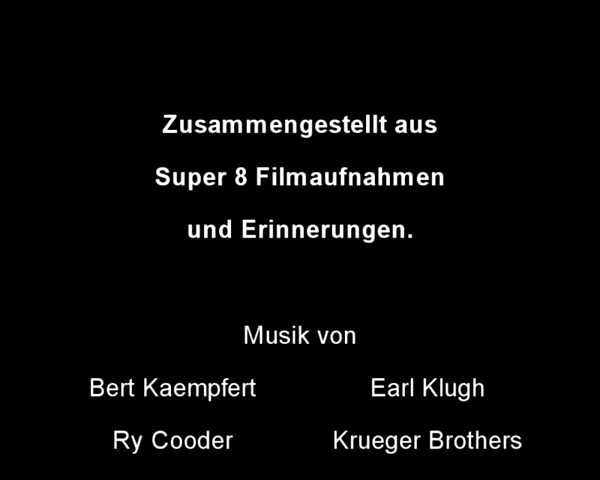 Zusammengestellt aus
Super 8 Filmaufnahmen
und Erinnerungen.
Musik von
Bert Kaempfert Earl Klugh
Ry Cooder Krueger Brothers